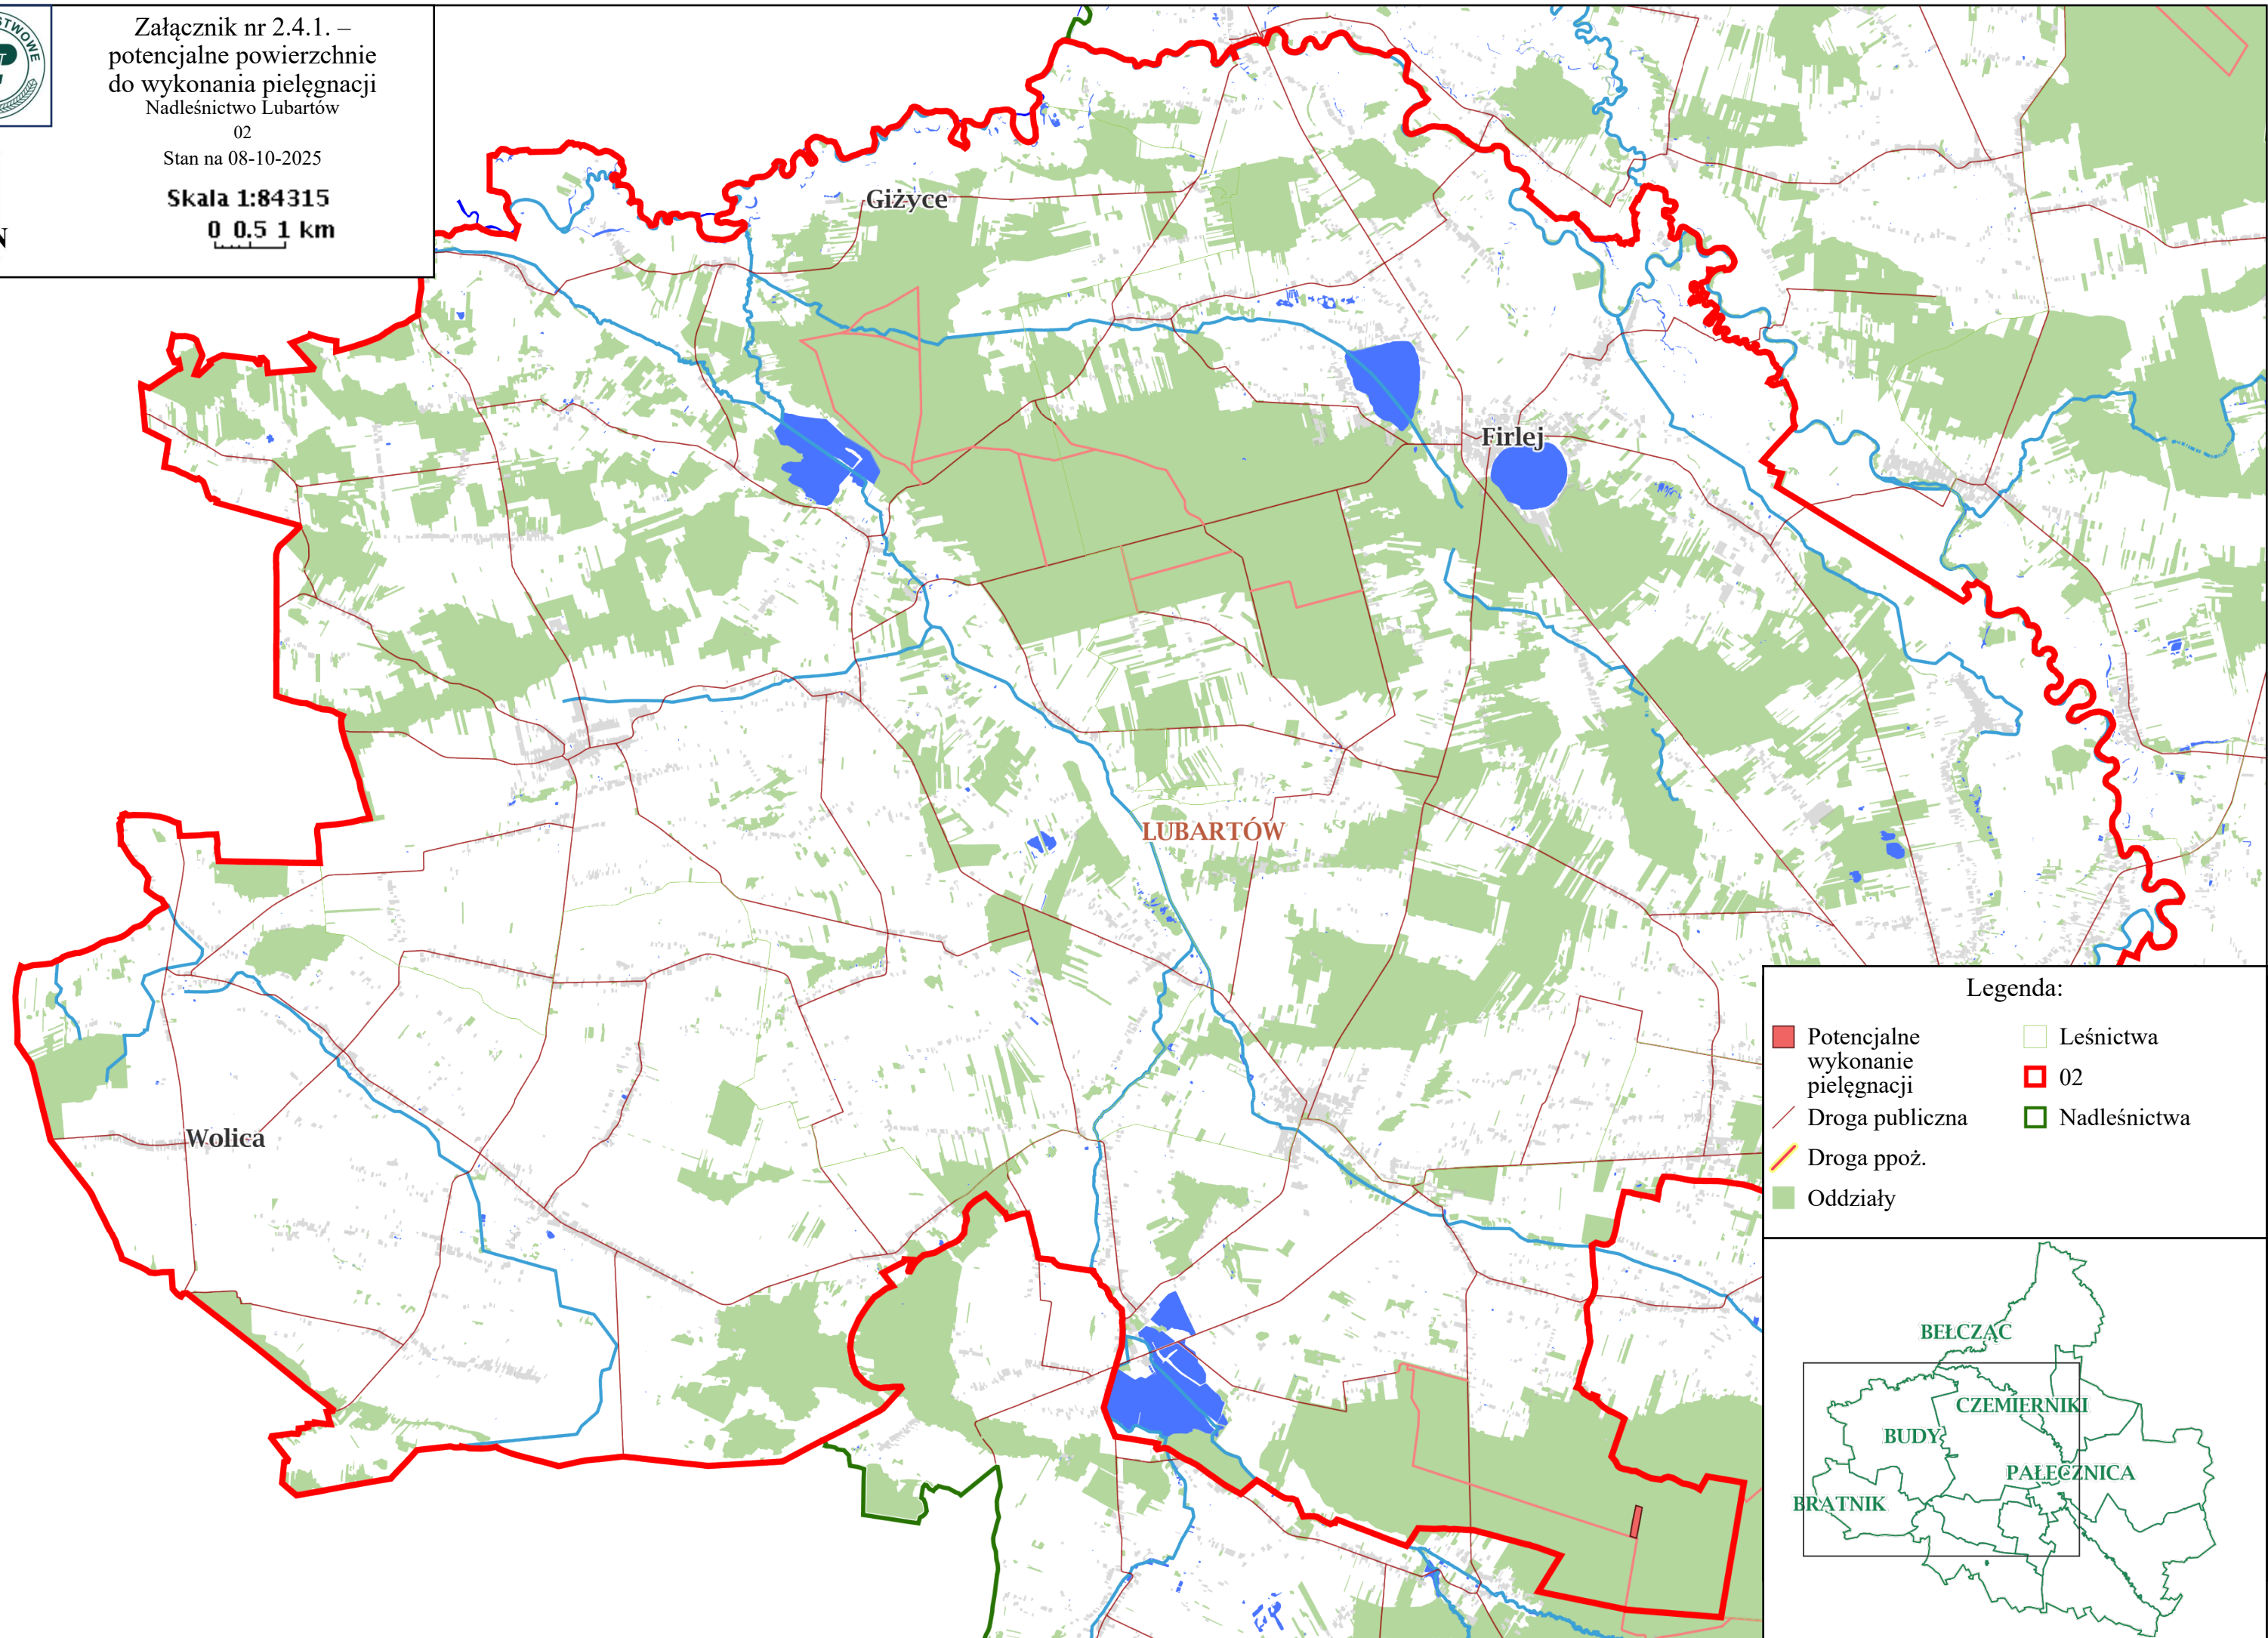 Załącznik nr 2.4.1. –
potencjalne powierzchnie
do wykonania pielęgnacji
Nadleśnictwo Lubartów
02
Stan na 08-10-2025
Skala 1:84315
0 0.5 1 km
N
Giżyce
Firlej
LUBARTÓW
Wolica
Legenda:
Potencjalne
wykonanie
pielęgnacji
Droga publiczna
Droga ppoż.
Oddziały
Leśnictwa
02
Nadleśnictwa
BEŁCZĄC
CZEMIERNIKI
BUDY
PAŁECZNICA
BRATNIK